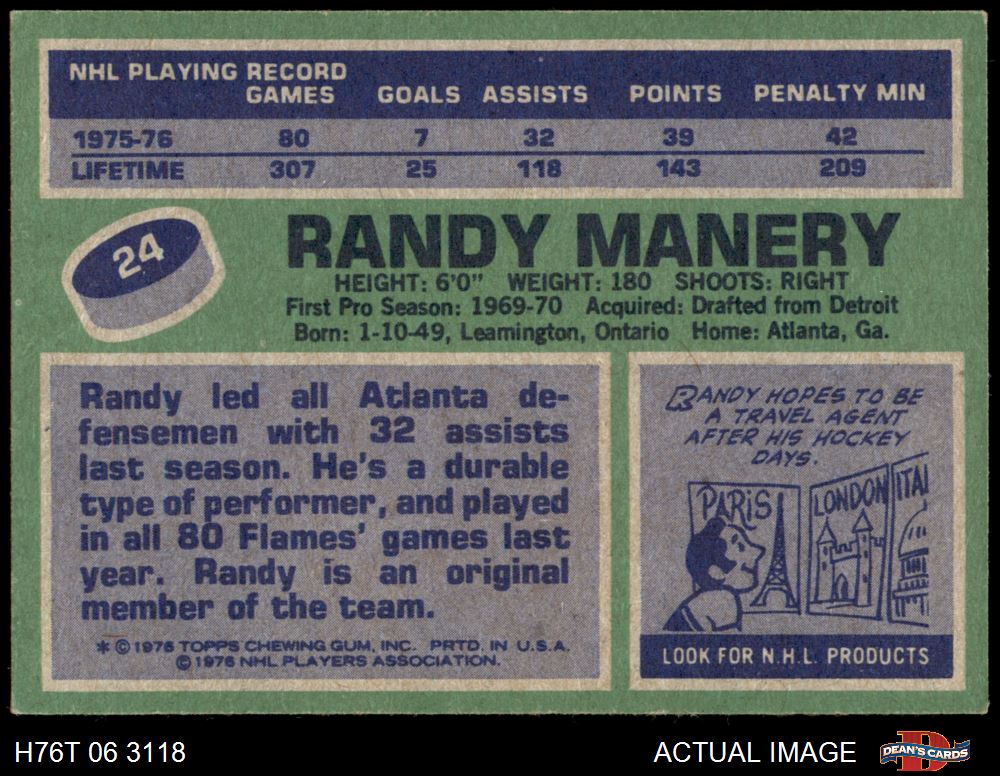 NHL PLAYING RECORD
GAMES GOALS ASSISTS POINTS PENALTY MIN
1975-76 80 7 32 39 42
LIFETIME 307 25 118 143 209
24
RANDY MANERY
HEIGHT: 6'0" WEIGHT: 180 SHOOTS: RIGHT
First Pro Season: 1969-70 Acquired: Drafted from Detroit
Born: 1-10-49, Leamington, Ontario Home: Atlanta, Ga.
Randy led all Atlanta de-
fensemen with 32 assists
last season. He's a durable
type of performer, and played
in all 80 Flames' games last
year. Randy is an original
member of the team.
* © 1976 TOPPS CHEWING GUM, INC. PRTD. IN U.S.A.
© 1976 NHL PLAYERS ASSOCIATION.
RANDY HOPES TO BE
A TRAVEL AGENT
AFTER HIS HOCKEY
DAYS.
PARIS LONDON ITAI
LOOK FOR N.H.L. PRODUCTS
H76T 06 3118 ACTUAL IMAGE DEAN'S CARDS